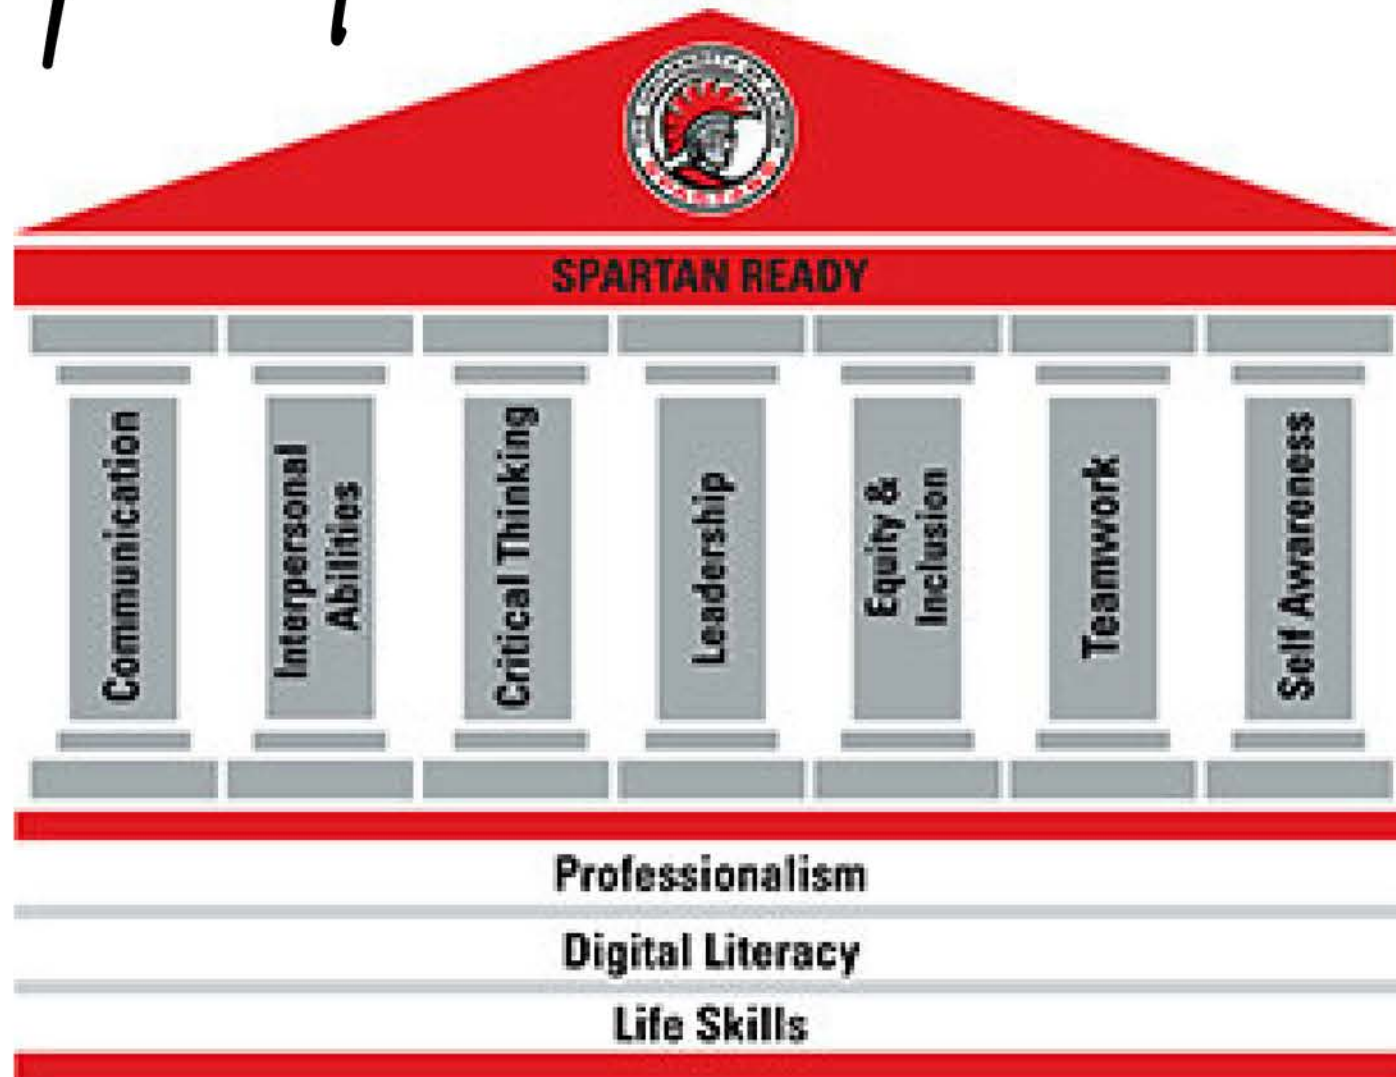 SPARTAN READY
Communication
Interpersonal
Abilities
Critical Thinking
Leadership
Equity &
Inclusion
Teamwork
Self Awareness
Professionalism
Digital Literacy
Life Skills